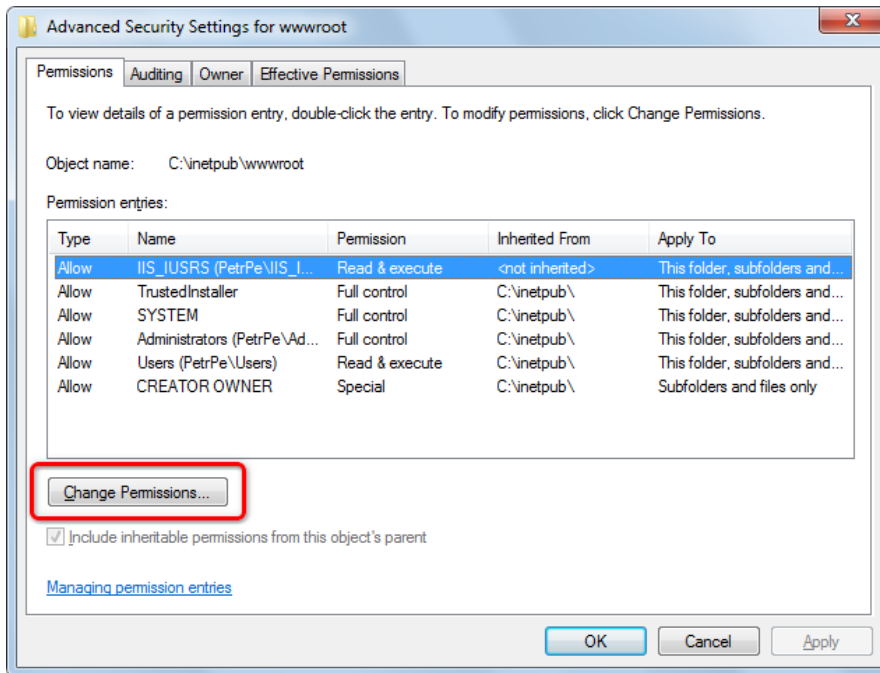 Advanced Security Settings for wwwroot
Permissions Auditing Owner Effective Permissions
To view details of a permission entry, double-click the entry. To modify permissions, click Change Permissions.
Object name: C:\inetpub\wwwroot
Permission entries:
Type Name Permission Inherited From Apply To
Allow IIS_IUSRS (PetrPe\IIS_I... Read & execute <not inherited> This folder, subfolders and...
Allow TrustedInstaller Full control C:\inetpub\ This folder, subfolders and...
Allow SYSTEM Full control C:\inetpub\ This folder, subfolders and...
Allow Administrators (PetrPe\Ad... Full control C:\inetpub\ This folder, subfolders and...
Allow Users (PetrPe\Users) Read & execute C:\inetpub\ This folder, subfolders and...
Allow CREATOR OWNER Special C:\inetpub\ Subfolders and files only
Change Permissions...
Include inheritable permissions from this object's parent
Managing permission entries
OK Cancel Apply